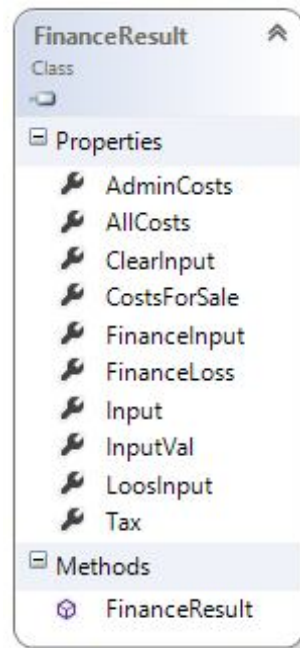 FinanceResult
Class
Properties
AdminCosts
AllCosts
ClearInput
CostsForSale
FinanceInput
FinanceLoss
Input
InputVal
LoosInput
Tax
Methods
FinanceResult